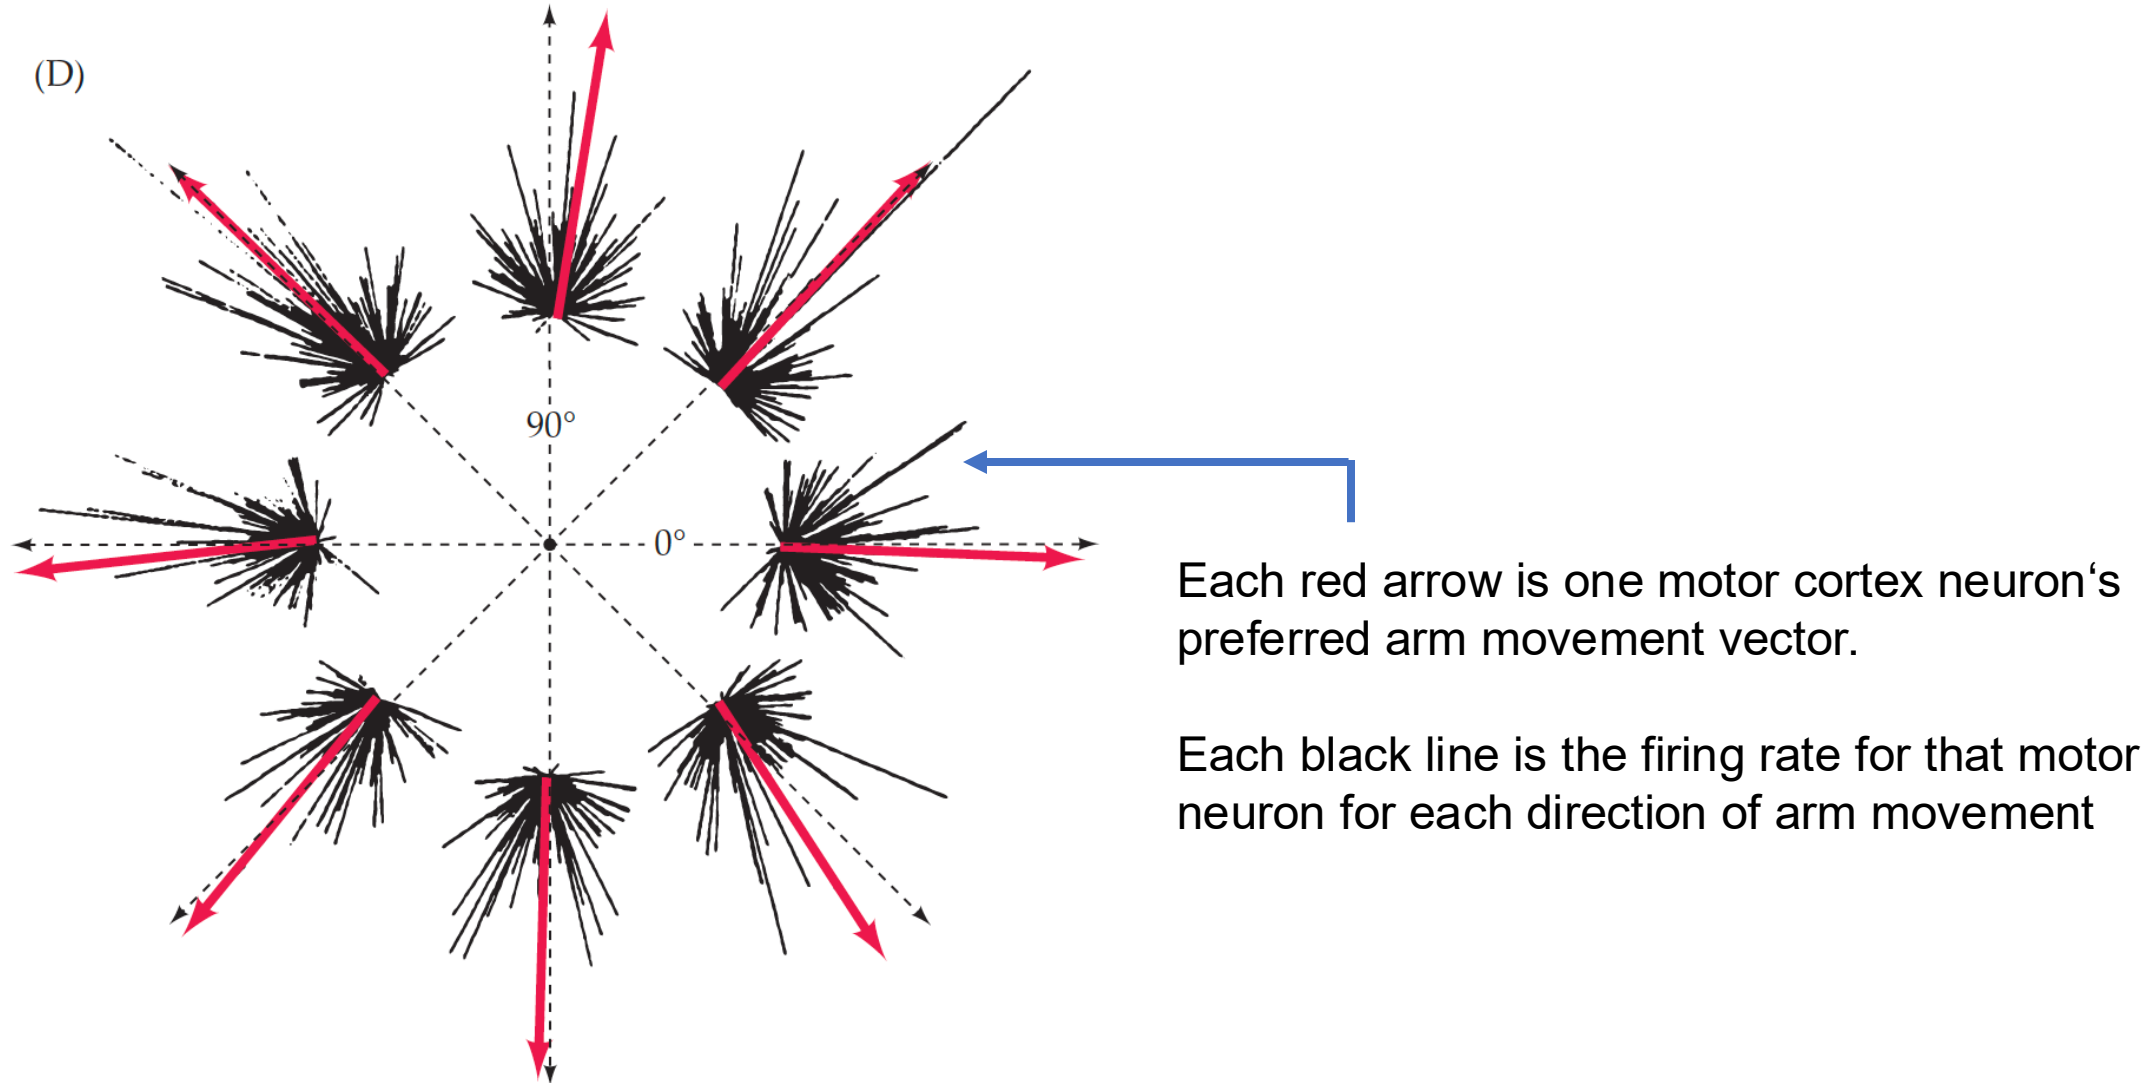 (D)
90°
0°
Each red arrow is one motor cortex neuron‘s
preferred arm movement vector.
Each black line is the firing rate for that motor
neuron for each direction of arm movement